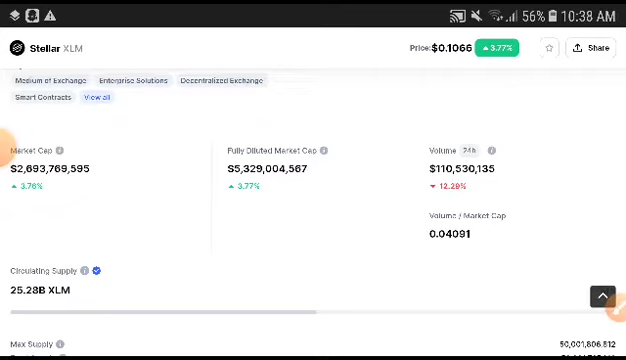 56% 10:38 AM
Stellar XLM Price: $0.1066 ▲ 3.77% Share
Medium of Exchange Enterprise Solutions Decentralized Exchange
Smart Contracts View all
Market Cap Fully Diluted Market Cap Volume 24h
$2,693,769,595 $5,329,004,567 $110,530,135
▲ 3.76% ▲ 3.77% ▼ 12.29%
Volume / Market Cap
0.04091
Circulating Supply
25.28B XLM
Max Supply 50,001,806,812